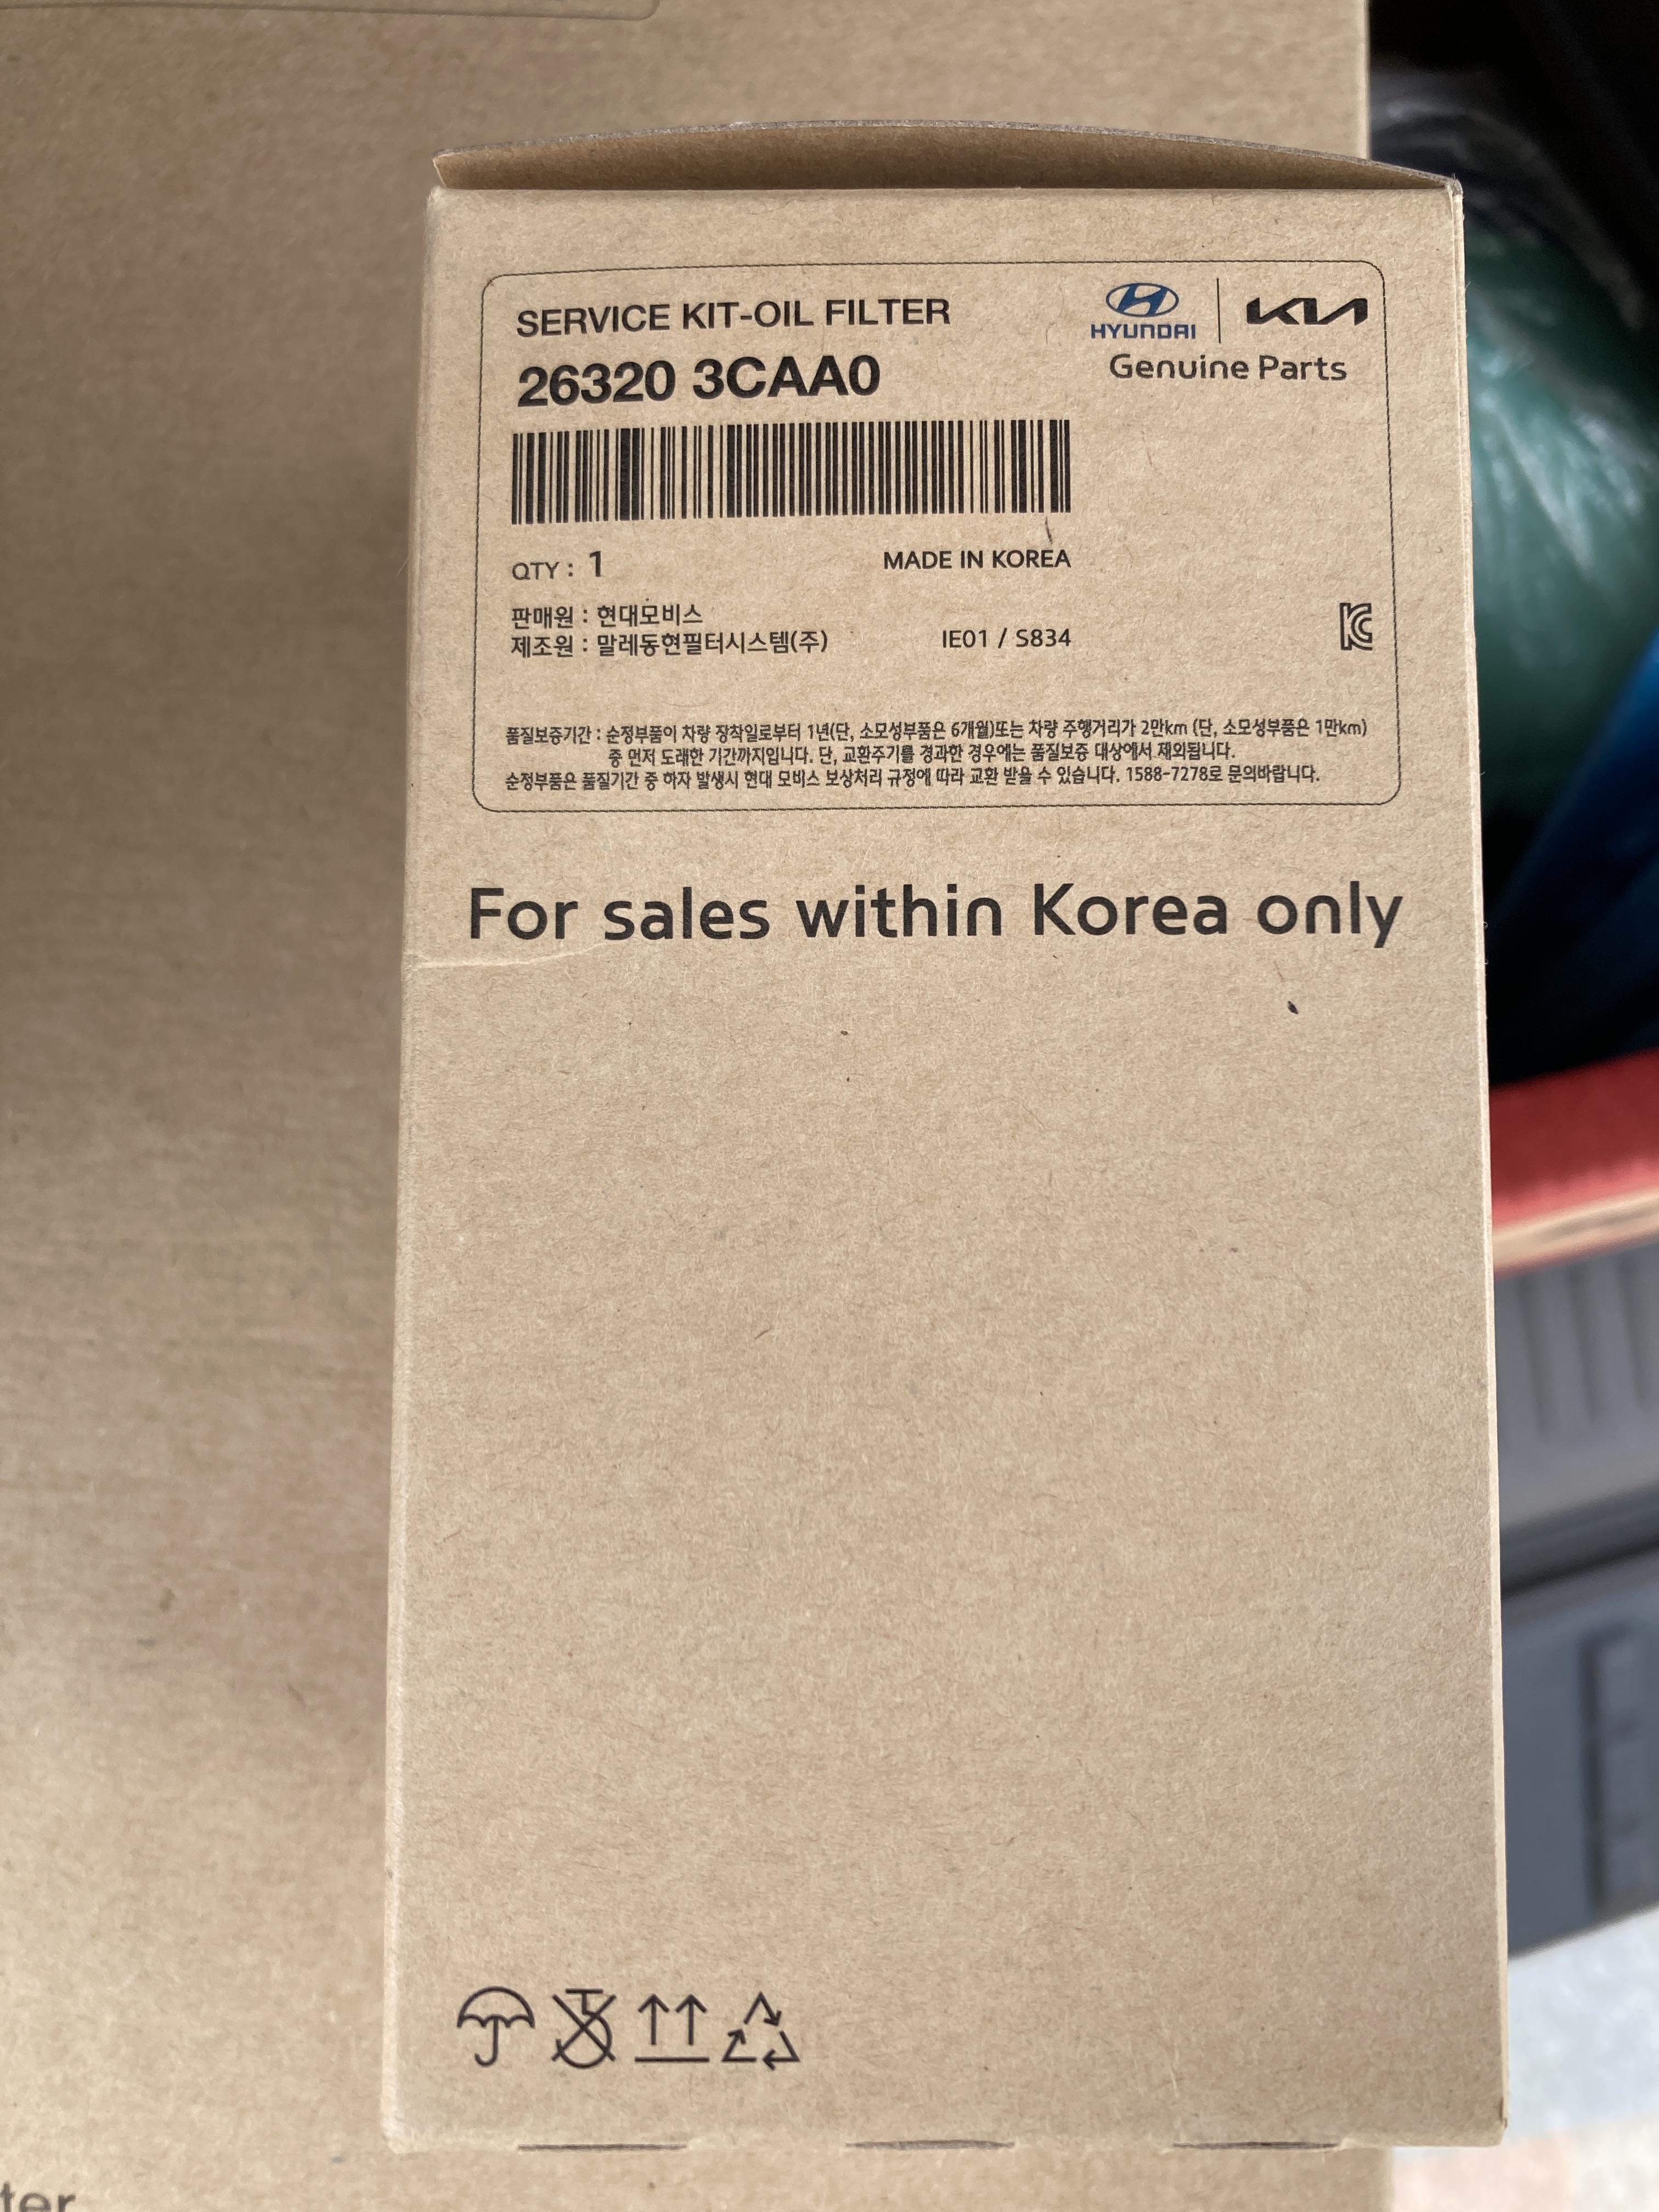 SERVICE KIT-OIL FILTER
HYUNDAI
KIA
26320 3CAA0
Genuine Parts
QTY : 1
MADE IN KOREA
판매원 : 현대모비스
제조원 : 말레동현필터시스템(주)
IE01 / S834
품질보증기간 : 순정부품이 차량 장착일로부터 1년(단, 소모성부품은 6개월)또는 차량 주행거리가 2만km (단, 소모성부품은 1만km)
중 먼저 도래한 기간까지입니다. 단, 교환주기를 경과한 경우에는 품질보증 대상에서 제외됩니다.
순정부품은 품질기간 중 하자 발생시 현대 모비스 보상처리 규정에 따라 교환 받을 수 있습니다. 1588-7278로 문의바랍니다.
For sales within Korea only
ter